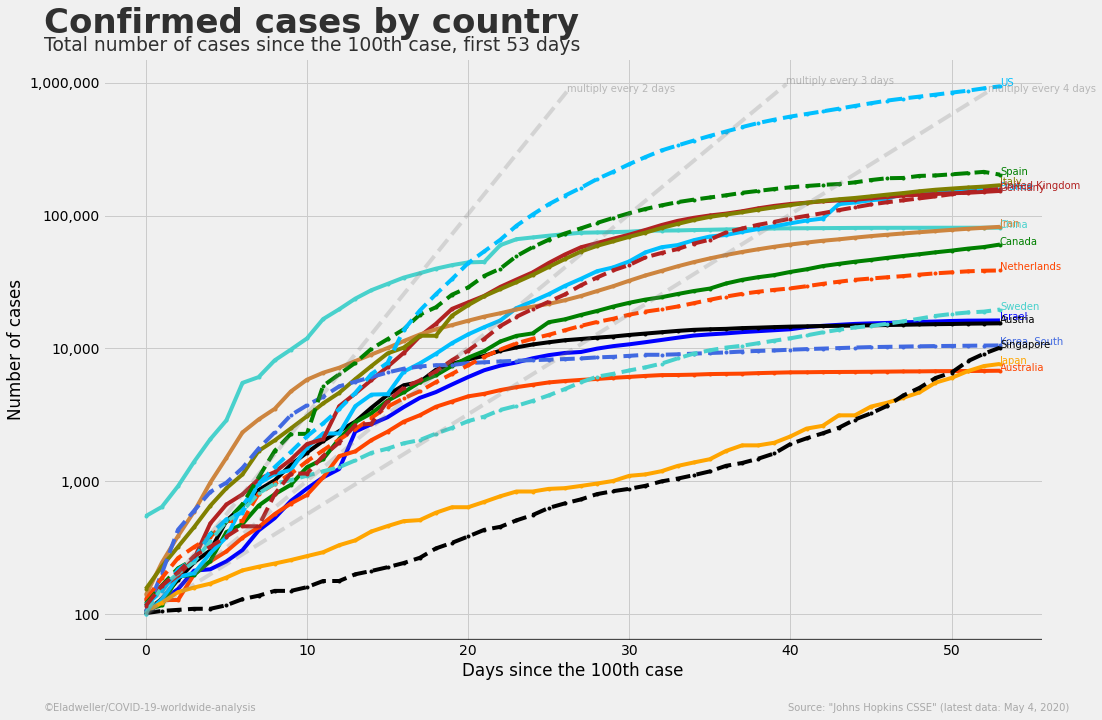 Confirmed cases by country
Total number of cases since the 100th case, first 53 days
1,000,000
100,000
10,000
1,000
100
Number of cases
multiply every 2 days
multiply every 3 days
multiply every 4 days
US
Spain
Italy
United Kingdom
Germany
China
Iran
Canada
Netherlands
Sweden
Israel
Austria
Korea, South
Singapore
Japan
Australia
0
10
20
30
40
50
Days since the 100th case
©Eladweller/COVID-19-worldwide-analysis
Source: "Johns Hopkins CSSE" (latest data: May 4, 2020)